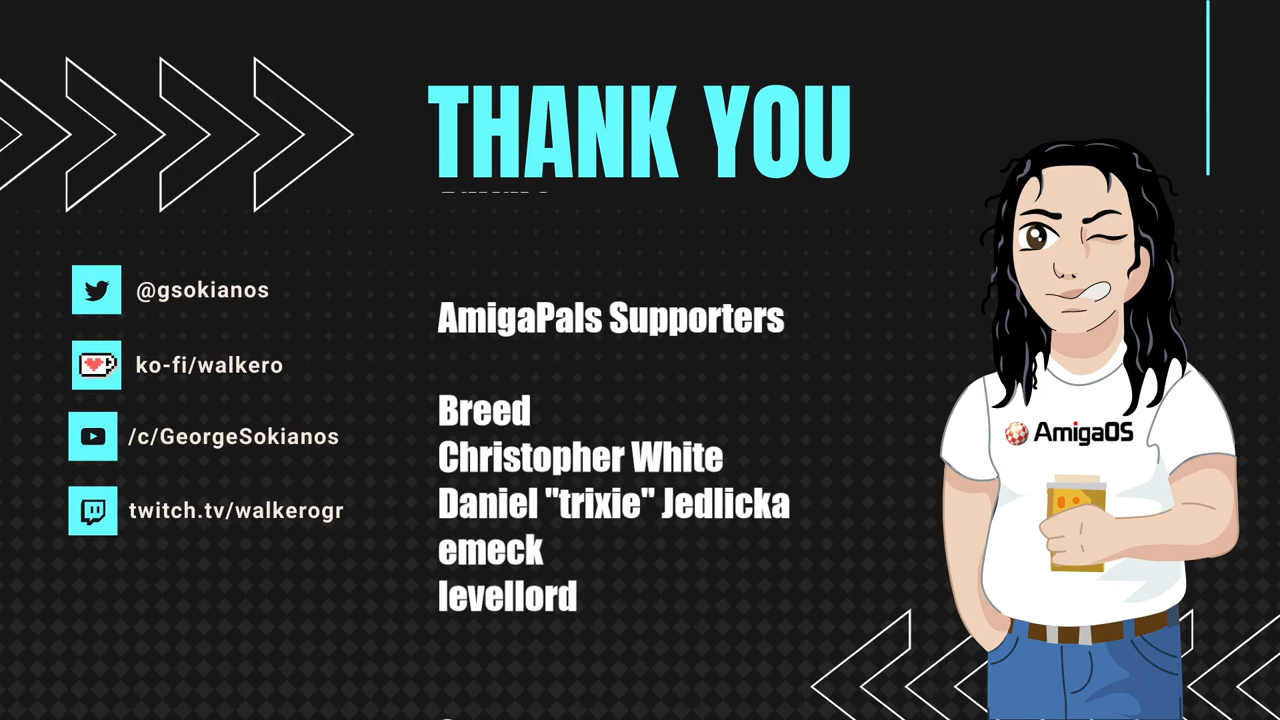 THANK YOU
@gsokianos
ko-fi/walkero
/c/GeorgeSokianos
twitch.tv/walkerogr
AmigaPals Supporters
Breed
Christopher White
Daniel "trixie" Jedlicka
emeck
levellord
AmigaOS